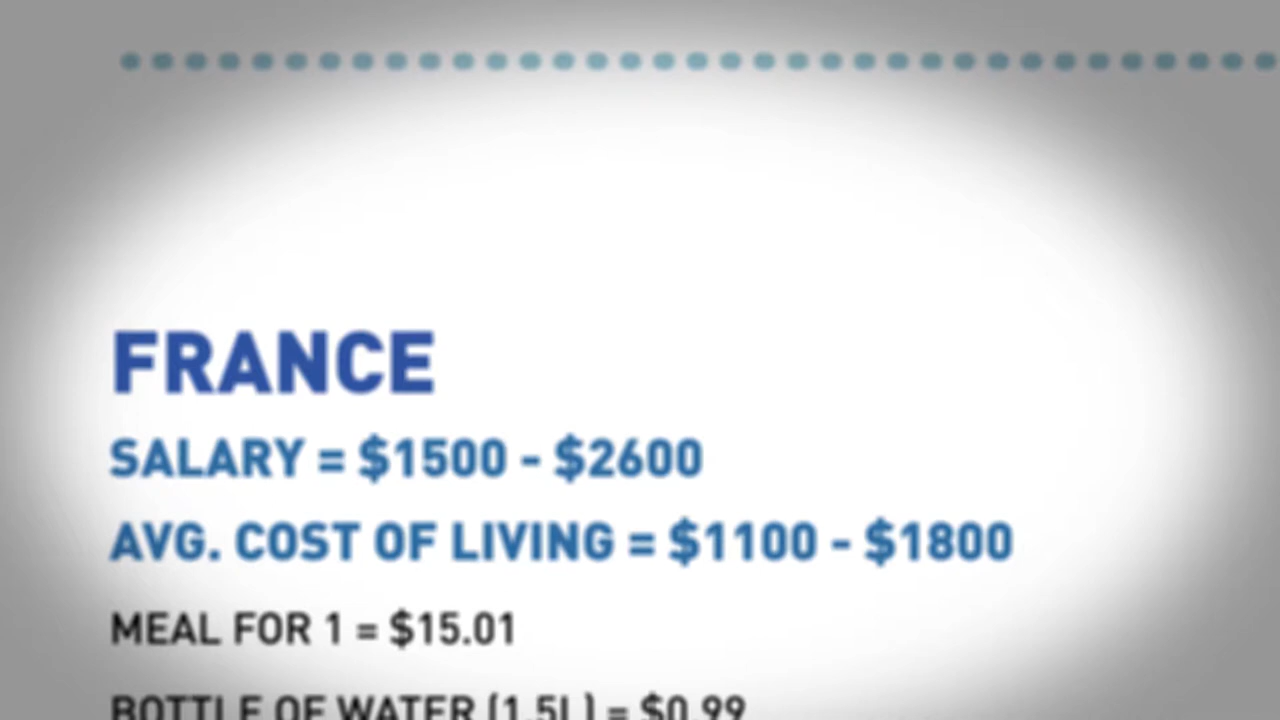 FRANCE
SALARY = $1500 - $2600
AVG. COST OF LIVING = $1100 - $1800
MEAL FOR 1 = $15.01
BOTTLE OF WATER (1.5L) = $0.99